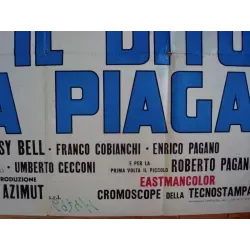 IL DITO
A PIAGA
SY BELL - FRANCO COBIANCHI - ENRICO PAGANO
UMBERTO CECCONI
E PER LA
PRIMA VOLTA IL PICCOLO
ROBERTO PAGANO
RODUZIONE
AZIMUT
EASTMANCOLOR
CROMOSCOPE DELLA TECNOSTAMPA